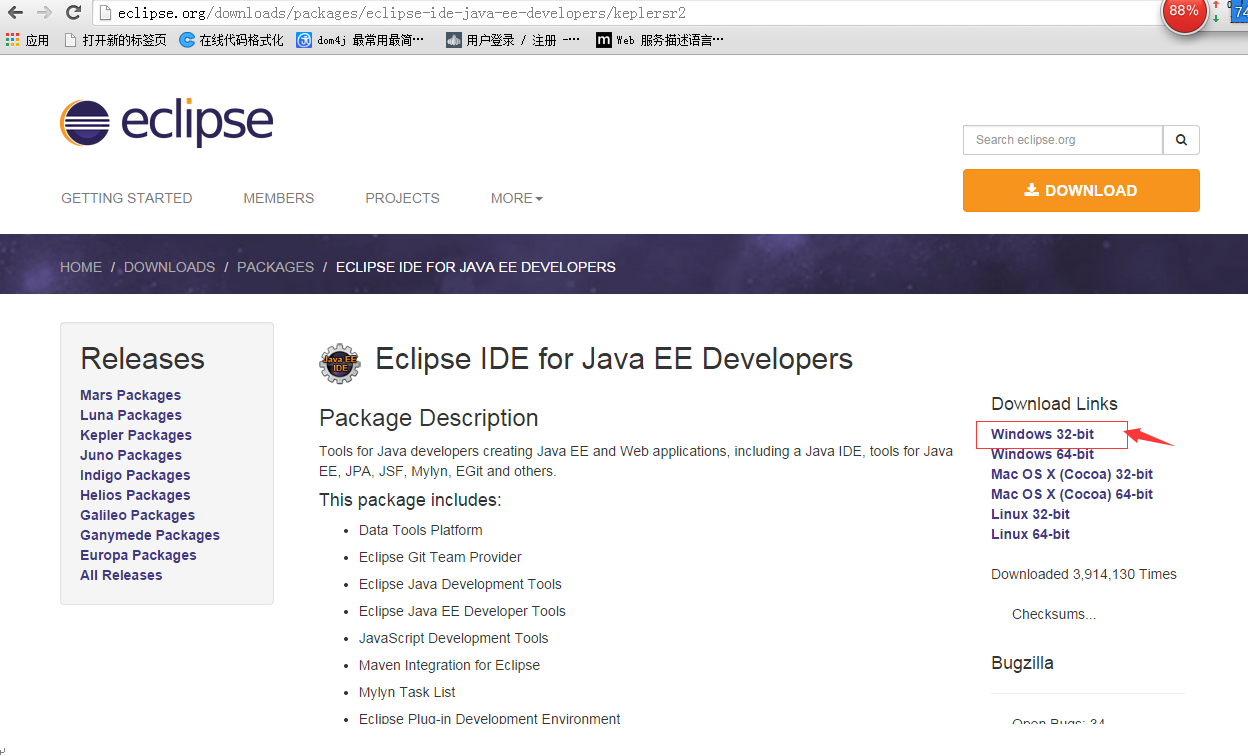 eclipse.org/downloads/packages/eclipse-ide-java-ee-developers/keplersr2
88%
应用 打开新的标签页 在线代码格式化 dom4j 最常用最简… 用户登录 / 注册 -… m Web 服务描述语言…
eclipse
Search eclipse.org
GETTING STARTED MEMBERS PROJECTS MORE
DOWNLOAD
HOME / DOWNLOADS / PACKAGES / ECLIPSE IDE FOR JAVA EE DEVELOPERS
Releases
Mars Packages
Luna Packages
Kepler Packages
Juno Packages
Indigo Packages
Helios Packages
Galileo Packages
Ganymede Packages
Europa Packages
All Releases
Java EE
IDE
Eclipse IDE for Java EE Developers
Package Description
Tools for Java developers creating Java EE and Web applications, including a Java IDE, tools for Java
EE, JPA, JSF, Mylyn, EGit and others.
This package includes:
Data Tools Platform
Eclipse Git Team Provider
Eclipse Java Development Tools
Eclipse Java EE Developer Tools
JavaScript Development Tools
Maven Integration for Eclipse
Mylyn Task List
Eclipse Plug-in Development Environment
Download Links
Windows 32-bit
Windows 64-bit
Mac OS X (Cocoa) 32-bit
Mac OS X (Cocoa) 64-bit
Linux 32-bit
Linux 64-bit
Downloaded 3,914,130 Times
Checksums...
Bugzilla
Open Bugs: 34